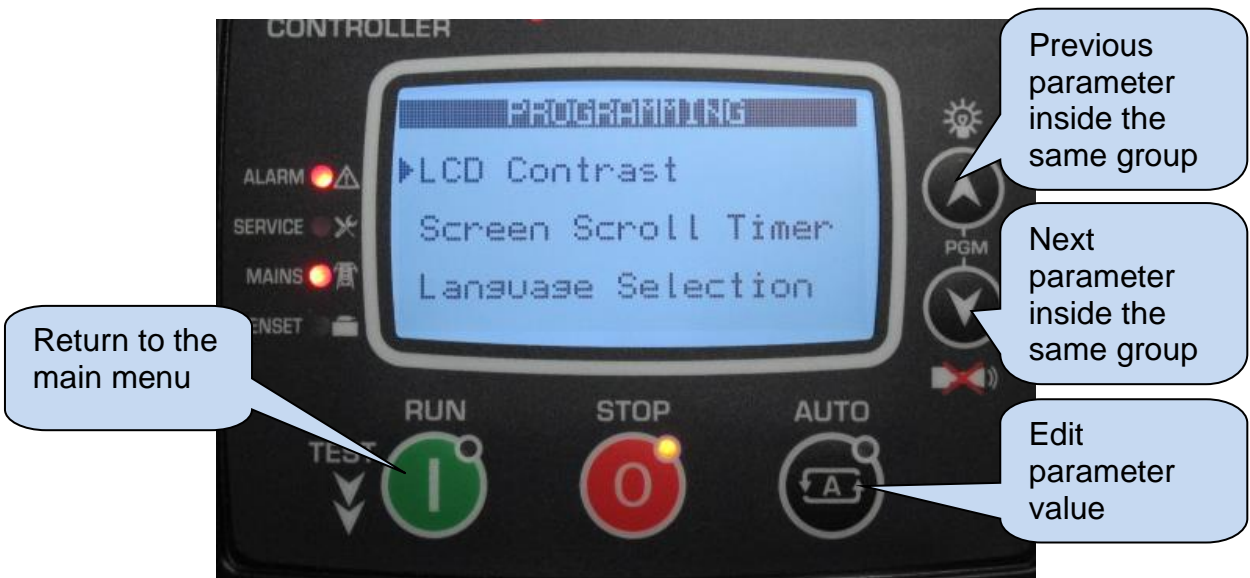 CONTROLLER
Previous
parameter
inside the
same group
PROGRAMMING
LCD Contrast
Screen Scroll Timer
Language Selection
ALARM
SERVICE
MAINS
ENSET
PGM
Next
parameter
inside the
same group
Return to the
main menu
RUN
STOP
AUTO
TEST
I
O
A
Edit
parameter
value